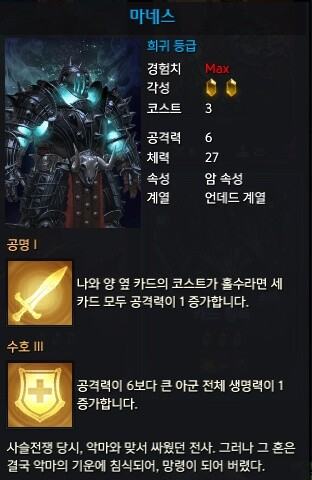 마네스
희귀 등급
경험치 Max
각성
코스트 3
공격력 6
체력 27
속성 암 속성
계열 언데드 계열
공명 I
나와 양 옆 카드의 코스트가 홀수라면 세
카드 모두 공격력이 1 증가합니다.
수호 III
공격력이 6보다 큰 아군 전체 생명력이 1
증가합니다.
사슬전쟁 당시, 악마와 맞서 싸웠던 전사. 그러나 그 혼은
결국 악마의 기운에 침식되어, 망령이 되어 버렸다.